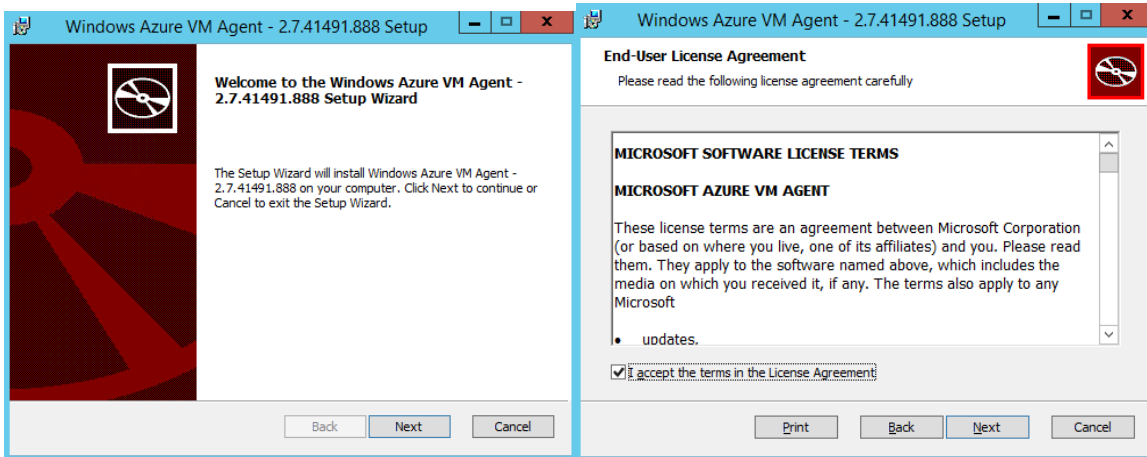 Windows Azure VM Agent - 2.7.41491.888 Setup
Welcome to the Windows Azure VM Agent -
2.7.41491.888 Setup Wizard
The Setup Wizard will install Windows Azure VM Agent -
2.7.41491.888 on your computer. Click Next to continue or
Cancel to exit the Setup Wizard.
Back Next Cancel
Windows Azure VM Agent - 2.7.41491.888 Setup
End-User License Agreement
Please read the following license agreement carefully
MICROSOFT SOFTWARE LICENSE TERMS
MICROSOFT AZURE VM AGENT
These license terms are an agreement between Microsoft Corporation
(or based on where you live, one of its affiliates) and you. Please read
them. They apply to the software named above, which includes the
media on which you received it, if any. The terms also apply to any
Microsoft
• updates,
I accept the terms in the License Agreement
Print Back Next Cancel